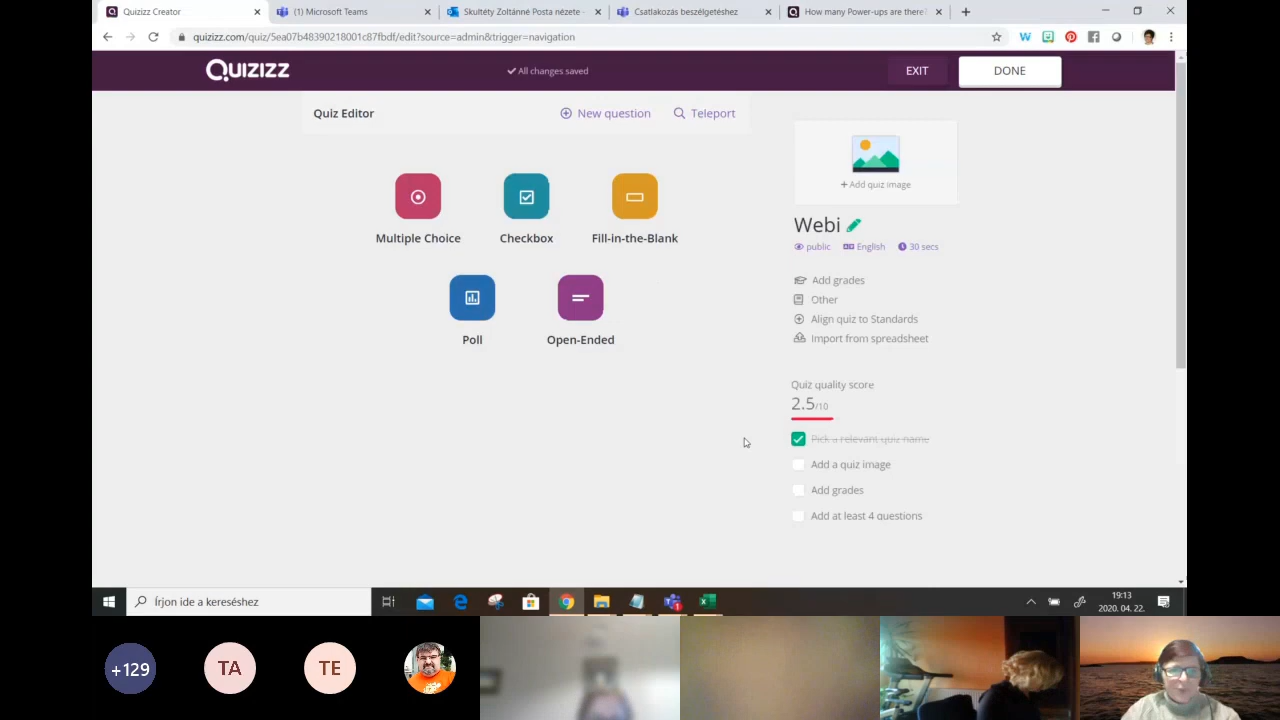 Quizizz Creator
(1) Microsoft Teams
Skultéty Zoltánné Posta nézete -
Csatlakozás beszélgetéshez
How many Power-ups are there
quizizz.com/quiz/5ea07b48390218001c87fbdf/edit?source=admin&trigger=navigation
QUIZIZZ
All changes saved
EXIT
DONE
Quiz Editor
New question
Teleport
+ Add quiz image
Multiple Choice
Checkbox
Fill-in-the-Blank
Poll
Open-Ended
Webi
public
English
30 secs
Add grades
Other
Align quiz to Standards
Import from spreadsheet
Quiz quality score
2.5/10
Pick a relevant quiz name
Add a quiz image
Add grades
Add at least 4 questions
Írjon ide a kereséshez
19:13
2020. 04. 22.
+129
TA
TE